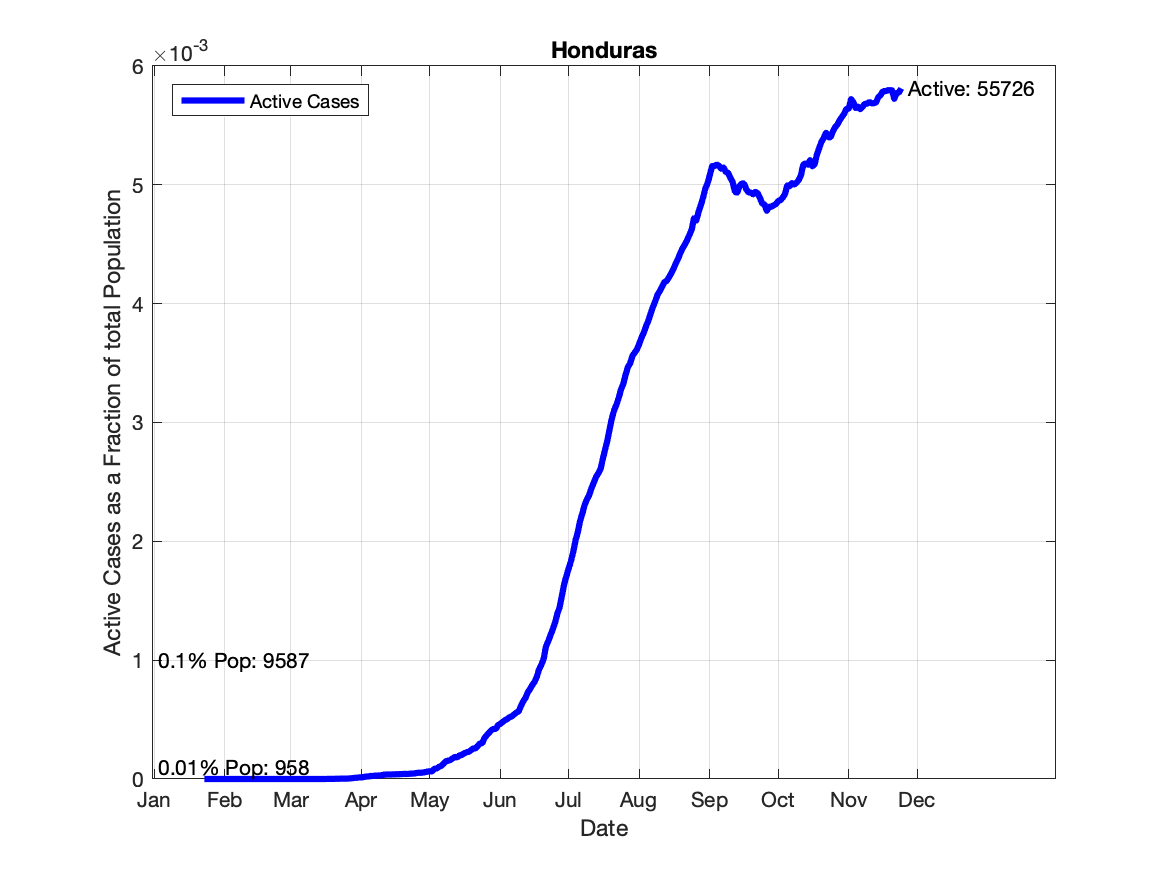 Honduras
×10-3
6
5
4
3
2
1
0
Active Cases as a Fraction of total Population
Active Cases
Active: 55726
0.1% Pop: 9587
0.01% Pop: 958
Jan Feb Mar Apr May Jun Jul Aug Sep Oct Nov Dec
Date